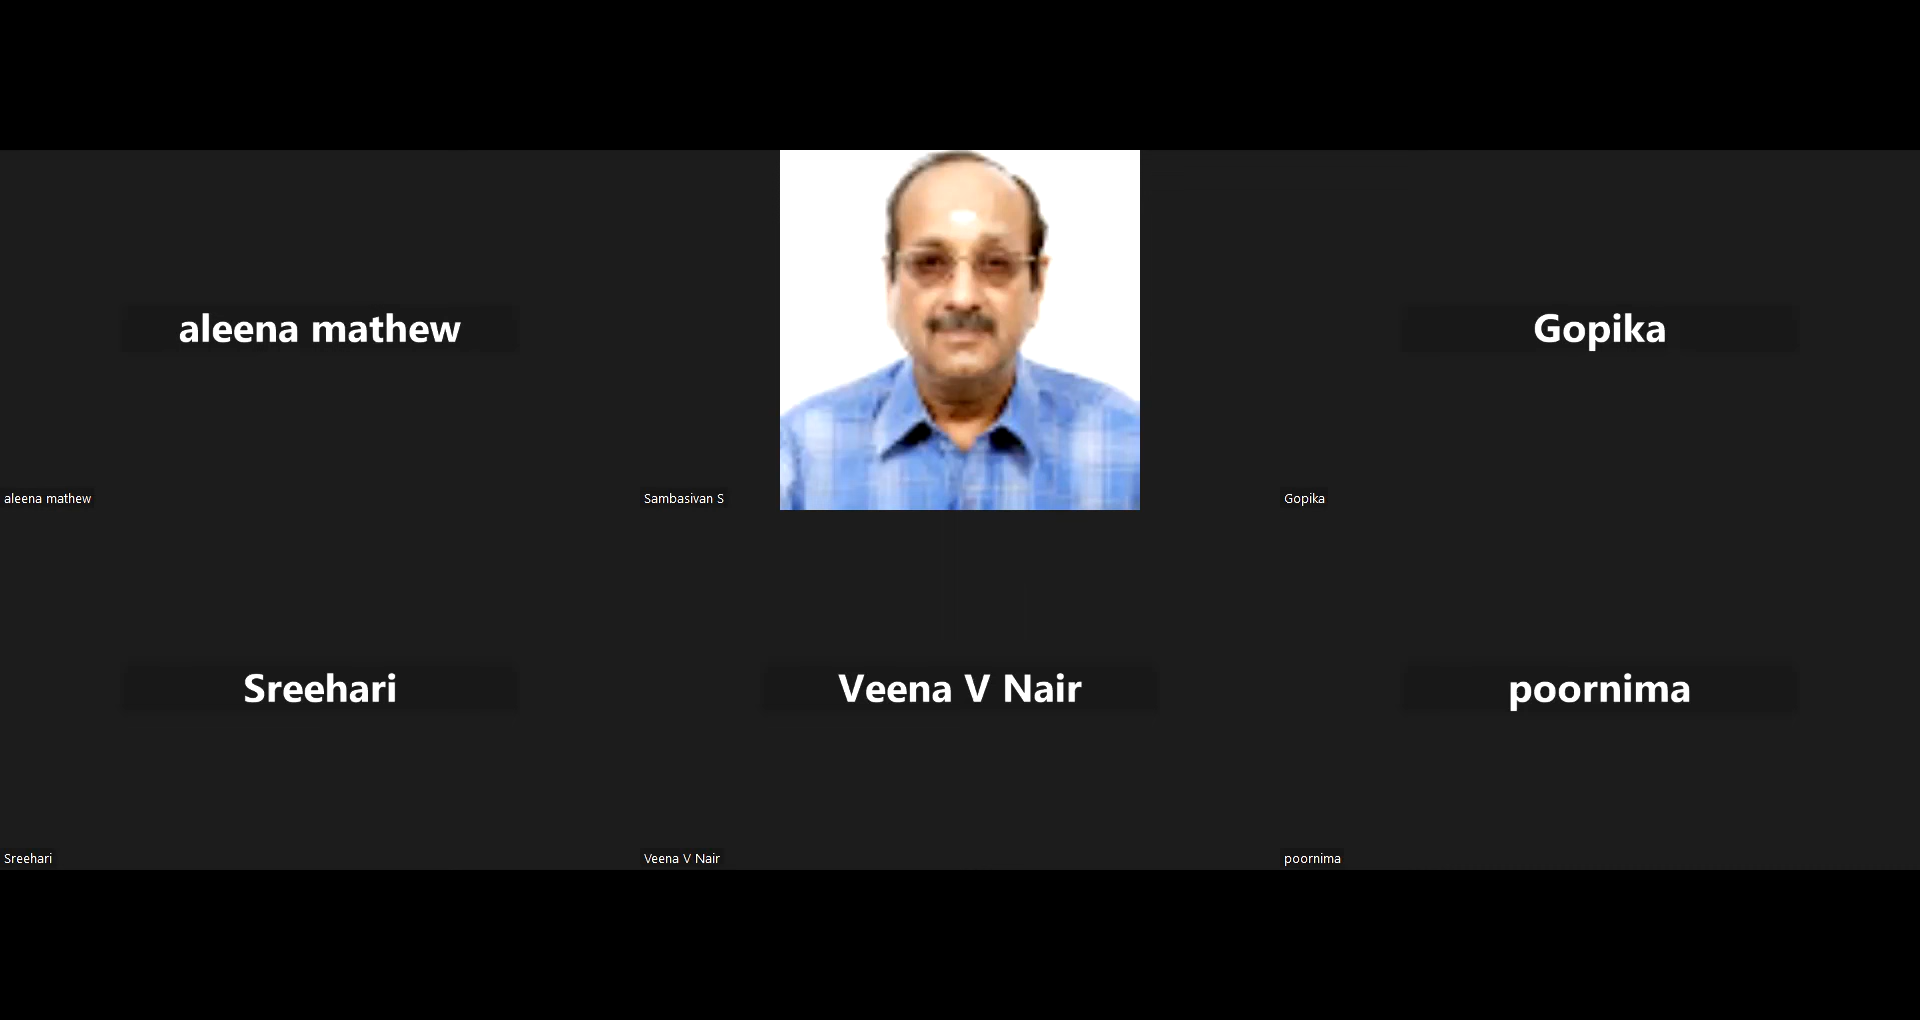 aleena mathew
aleena mathew
Sambasivan S
Gopika
Gopika
Sreehari
Sreehari
Veena V Nair
Veena V Nair
poornima
poornima